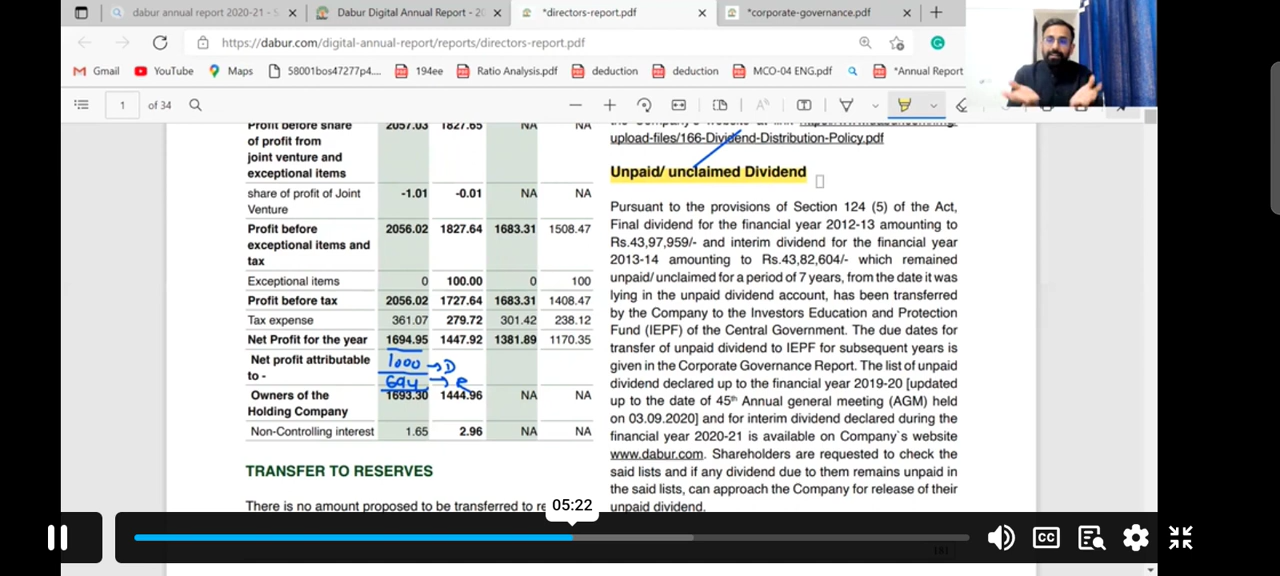 dabur annual report 2020-21 - S
Dabur Digital Annual Report - 20
*directors-report.pdf
*corporate-governance.pdf
https://dabur.com/digital-annual-report/reports/directors-report.pdf
Gmail
YouTube
Maps
58001bos47277p4...
194ee
Ratio Analysis.pdf
deduction
deduction
MCO-04 ENG.pdf
*Annual Report
1 of 34
Profit before share 2057.03 1827.65 NA NA
of profit from
joint venture and
exceptional items
share of profit of Joint -1.01 -0.01 NA NA
Venture
Profit before 2056.02 1827.64 1683.31 1508.47
exceptional items and
tax
Exceptional items 0 100.00 0 100
Profit before tax 2056.02 1727.64 1683.31 1408.47
Tax expense 361.07 279.72 301.42 238.12
Net Profit for the year 1694.95 1447.92 1381.89 1170.35
Net profit attributable 1000 → D
to - 694 → R
Owners of the 1693.30 1444.96 NA NA
Holding Company
Non-Controlling interest 1.65 2.96 NA NA
TRANSFER TO RESERVES
There is no amount proposed to be transferred to re
the Company's website at link
upload-files/166-Dividend-Distribution-Policy.pdf
Unpaid/ unclaimed Dividend
Pursuant to the provisions of Section 124 (5) of the Act,
Final dividend for the financial year 2012-13 amounting to
Rs.43,97,959/- and interim dividend for the financial year
2013-14 amounting to Rs.43,82,604/- which remained
unpaid/ unclaimed for a period of 7 years, from the date it was
lying in the unpaid dividend account, has been transferred
by the Company to the Investors Education and Protection
Fund (IEPF) of the Central Government. The due dates for
transfer of unpaid dividend to IEPF for subsequent years is
given in the Corporate Governance Report. The list of unpaid
dividend declared up to the financial year 2019-20 [updated
up to the date of 45th Annual general meeting (AGM) held
on 03.09.2020] and for interim dividend declared during the
financial year 2020-21 is available on Company`s website
www.dabur.com. Shareholders are requested to check the
said lists and if any dividend due to them remains unpaid in
the said lists, can approach the Company for release of their
unpaid dividend.
05:22
CC